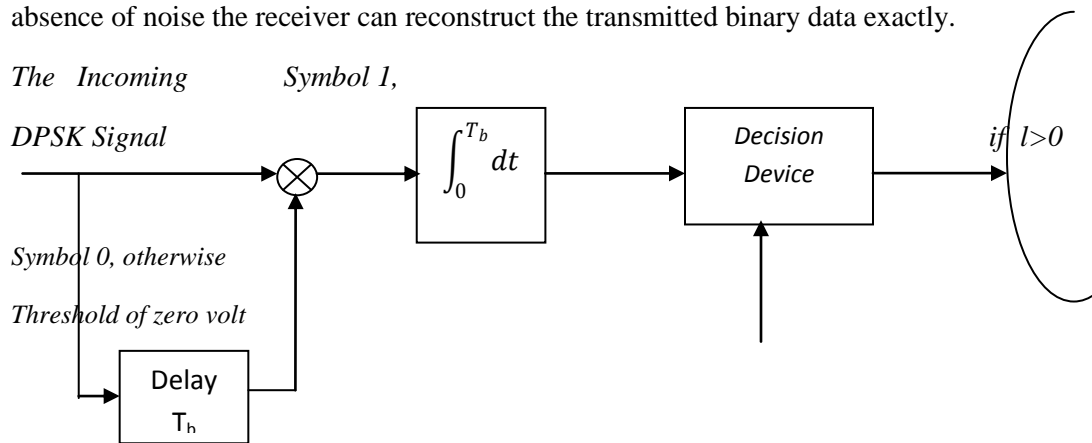 absence of noise the receiver can reconstruct the transmitted binary data exactly.
The Incoming Symbol 1,
DPSK Signal if l>0
∫₀^{T_b} dt
Decision
Device
Symbol 0, otherwise
Threshold of zero volt
Delay
T_b